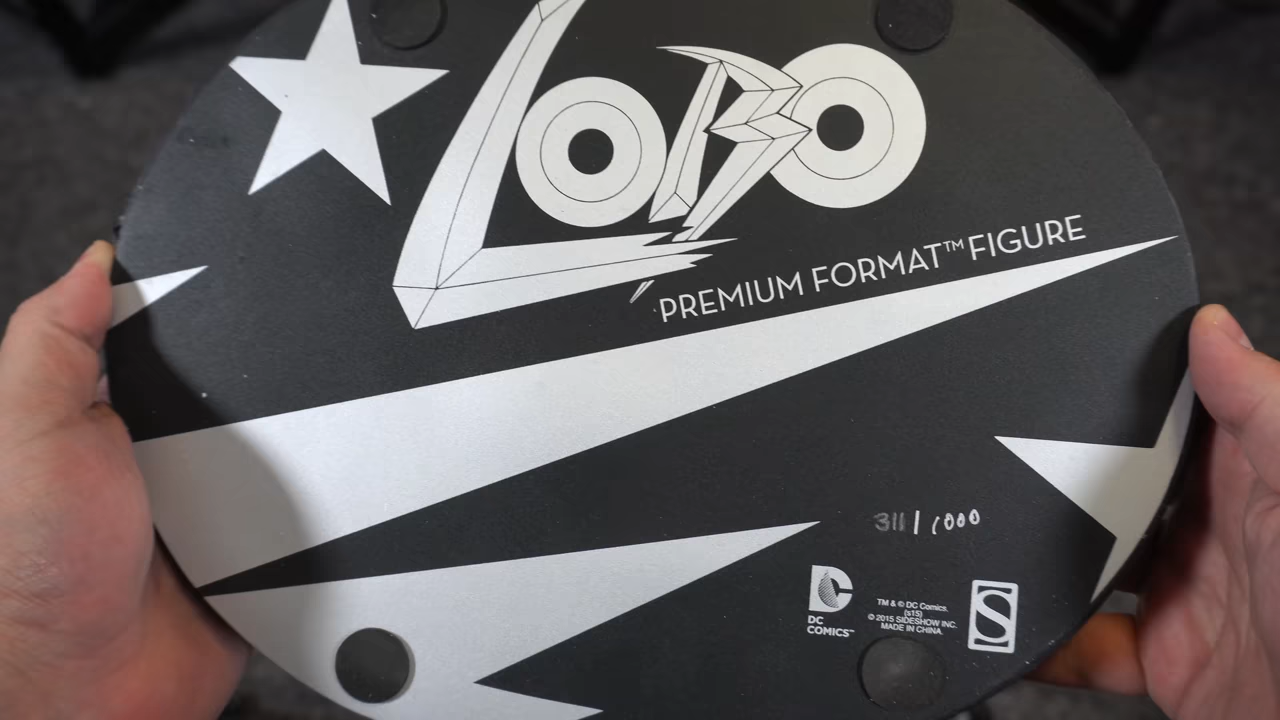 LOBO
PREMIUM FORMAT™ FIGURE
311/1000
DC
COMICS™
TM & © DC Comics.
(s15)
© 2015 SIDESHOW INC.
MADE IN CHINA.
S